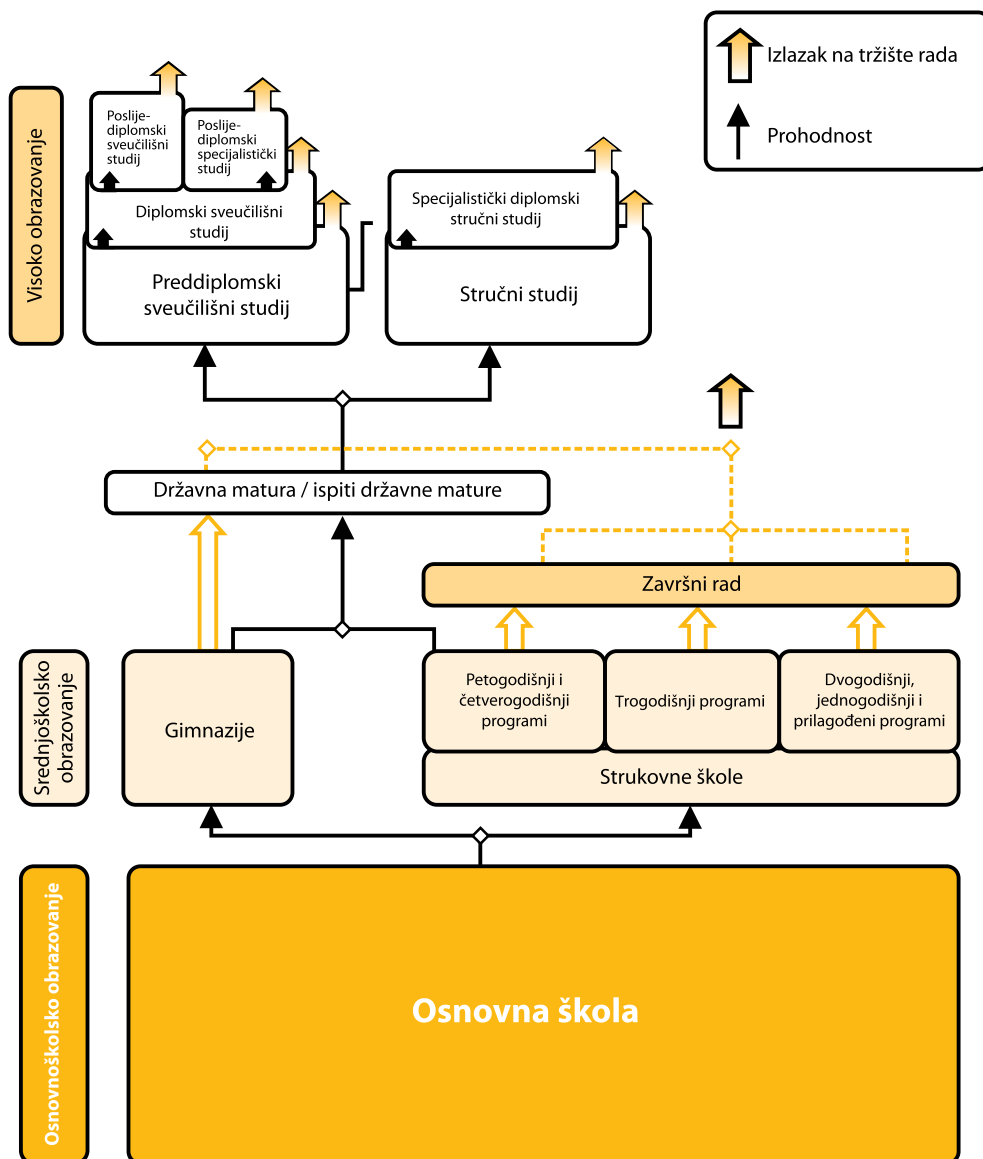 Izlazak na tržište rada
Prohodnost
Visoko obrazovanje
Poslije-
diplomski
sveučilišni
studij
Poslije-
diplomski
specijalistički
studij
Diplomski sveučilišni
studij
Preddiplomski
sveučilišni studij
Specijalistički diplomski
stručni studij
Stručni studij
Državna matura / ispiti državne mature
Završni rad
Srednjoškolsko
obrazovanje
Gimnazije
Petogodišnji i
četverogodišnji
programi
Trogodišnji programi
Dvogodišnji,
jednogodišnji i
prilagođeni programi
Strukovne škole
Osnovnoškolsko obrazovanje
Osnovna škola